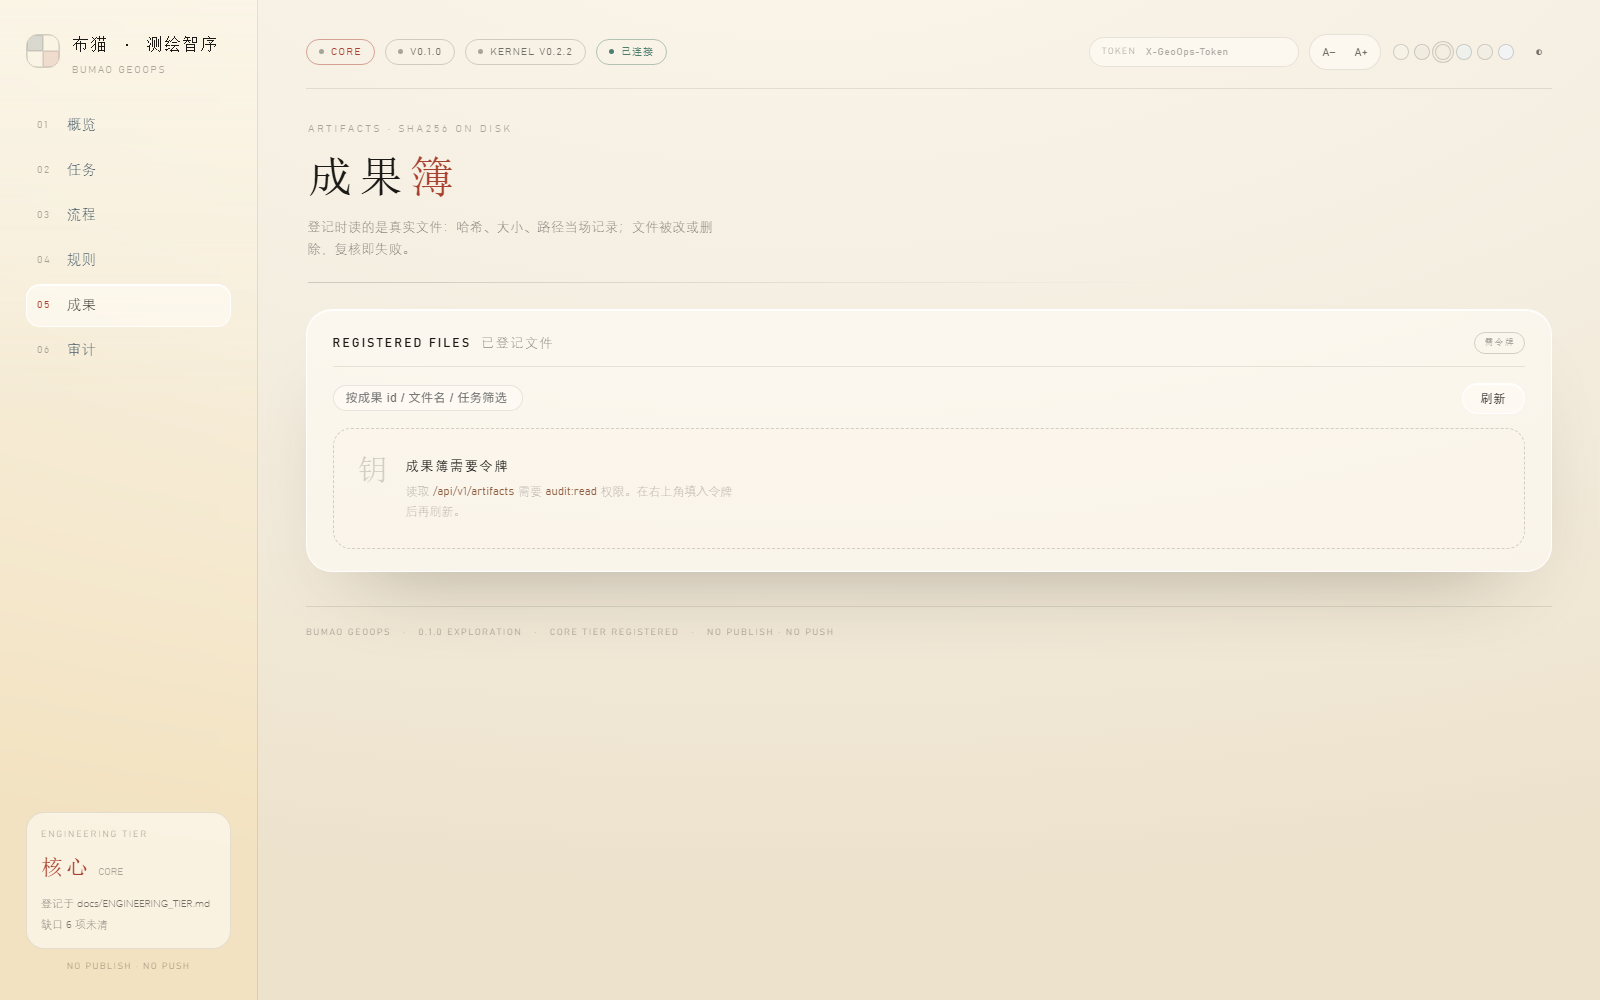 布猫 · 测绘智序
BUMAO GEOOPS
01 概览
02 任务
03 流程
04 规则
05 成果
06 审计
ENGINEERING TIER
核心 CORE
登记于 docs/ENGINEERING_TIER.md
缺口 6 项未清
NO PUBLISH · NO PUSH
CORE V0.1.0 KERNEL V0.2.2 已连接
TOKEN X-GeoOps-Token A− A+
ARTIFACTS · SHA256 ON DISK
成果簿
登记时读的是真实文件：哈希、大小、路径当场记录；文件被改或删
除，复核即失败。
REGISTERED FILES 已登记文件 需令牌
按成果 id / 文件名 / 任务筛选 刷新
钥 成果簿需要令牌
读取 /api/v1/artifacts 需要 audit:read 权限。在右上角填入令牌
后再刷新。
BUMAO GEOOPS · 0.1.0 EXPLORATION · CORE TIER REGISTERED · NO PUBLISH · NO PUSH